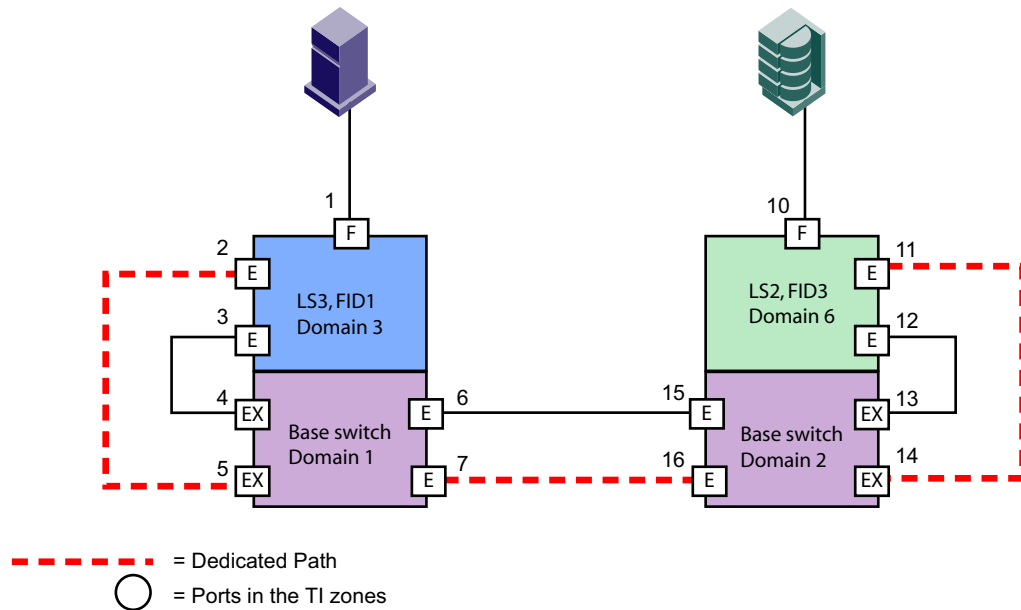 1
10
F
F
2
11
E
E
LS3, FID1
Domain 3
LS2, FID3
Domain 6
3
12
E
E
4
6
15
13
EX
E
E
EX
Base switch
Domain 1
Base switch
Domain 2
5
7
16
14
EX
E
E
EX
= Dedicated Path
= Ports in the TI zones